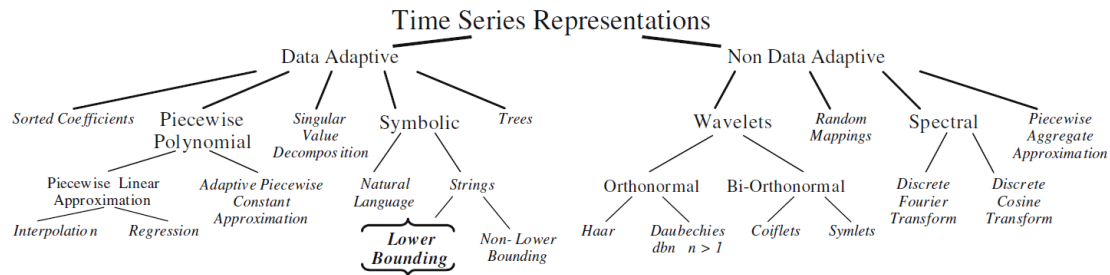 Time Series Representations
Data Adaptive
Non Data Adaptive
Sorted Coefficients
Piecewise
Polynomial
Singular
Value
Decomposition
Symbolic
Trees
Wavelets
Random
Mappings
Spectral
Piecewise
Aggregate
Approximation
Piecewise Linear
Approximation
Adaptive Piecewise
Constant
Approximation
Natural
Language
Strings
Orthonormal
Bi-Orthonormal
Discrete
Fourier
Transform
Discrete
Cosine
Transform
Interpolation
Regression
Lower
Bounding
Non- Lower
Bounding
Haar
Daubechies
dbn n > 1
Coiflets
Symlets